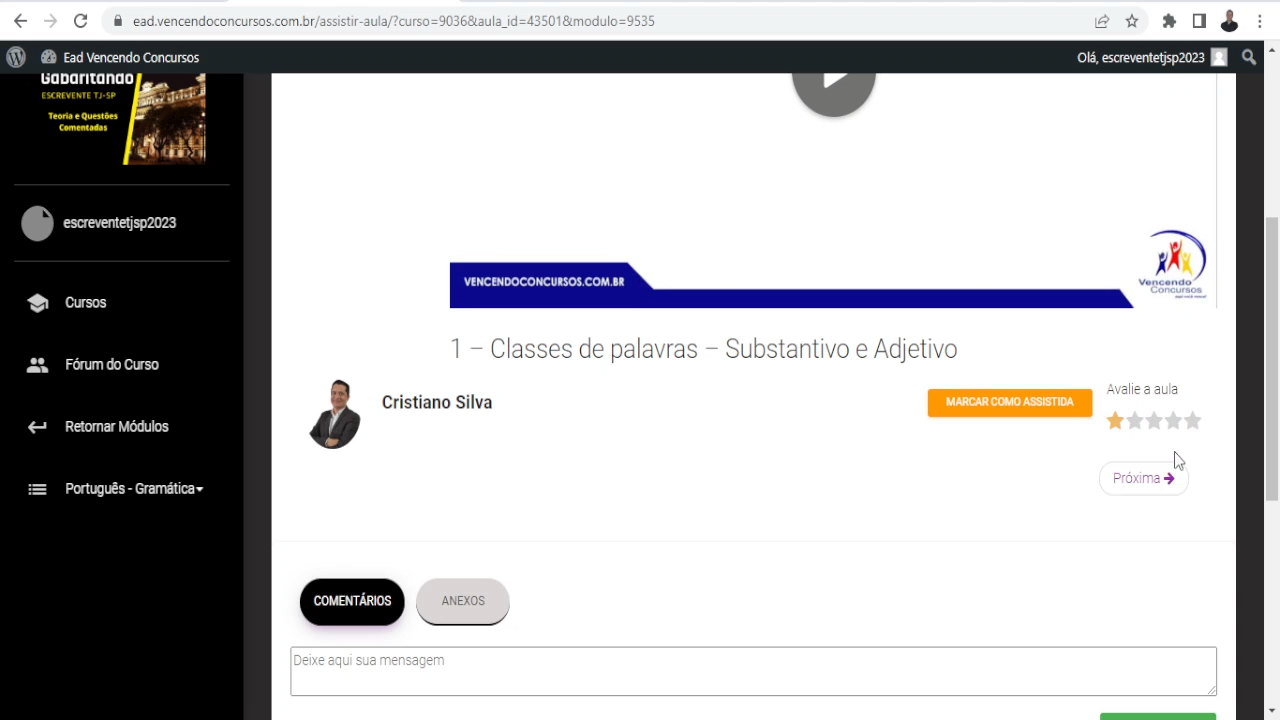 ead.vencendoconcursos.com.br/assistir-aula/?curso=9036&aula_id=43501&modulo=9535
Ead Vencendo Concursos
Olá, escreventetjsp2023
Gabaritando
ESCREVENTE TJ-SP
Teoria e Questões
Comentadas
escreventetjsp2023
Cursos
Fórum do Curso
Retornar Módulos
Português - Gramática
VENCENDOCONCURSOS.COM.BR
Vencendo
Concursos
1 – Classes de palavras – Substantivo e Adjetivo
Cristiano Silva
MARCAR COMO ASSISTIDA
Avalie a aula
Próxima
COMENTÁRIOS
ANEXOS
Deixe aqui sua mensagem